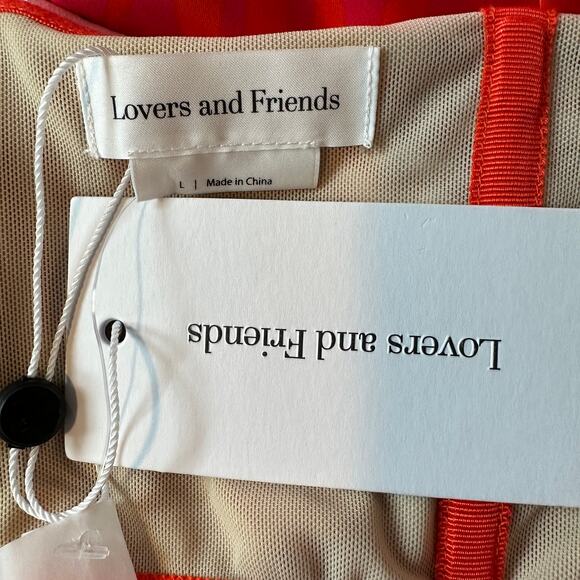 Lovers and Friends
L | Made in China
Lovers and Friends